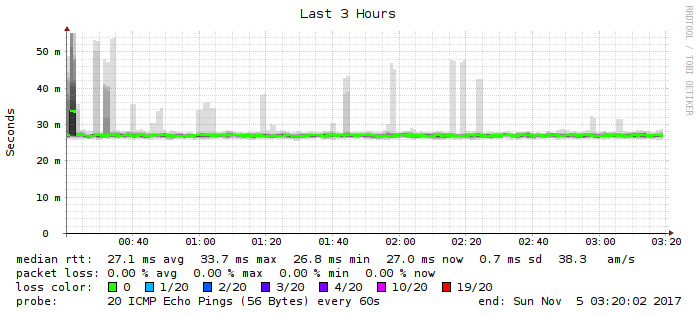 Last 3 Hours
RRDTOOL / TOBI OETIKER
Seconds
50 m
40 m
30 m
20 m
10 m
0
00:40 01:00 01:20 01:40 02:00 02:20 02:40 03:00 03:20
median rtt: 27.1 ms avg 33.7 ms max 26.8 ms min 27.0 ms now 0.7 ms sd 38.3 am/s
packet loss: 0.00 % avg 0.00 % max 0.00 % min 0.00 % now
loss color: 0 1/20 2/20 3/20 4/20 10/20 19/20
probe: 20 ICMP Echo Pings (56 Bytes) every 60s end: Sun Nov 5 03:20:02 2017